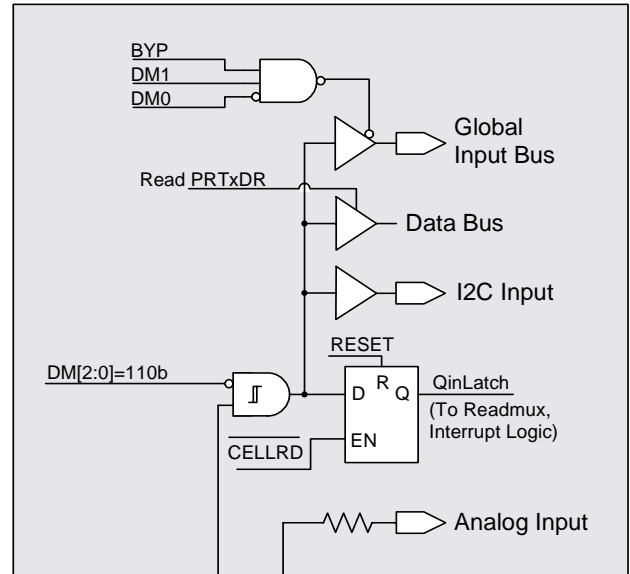 BYP
DM1
DM0
Global
Input Bus
Read PRTxDR
Data Bus
I2C Input
RESET
DM[2:0]=110b
D
R
Q
QinLatch
(To Readmux,
Interrupt Logic)
EN
CELLRD
Analog Input